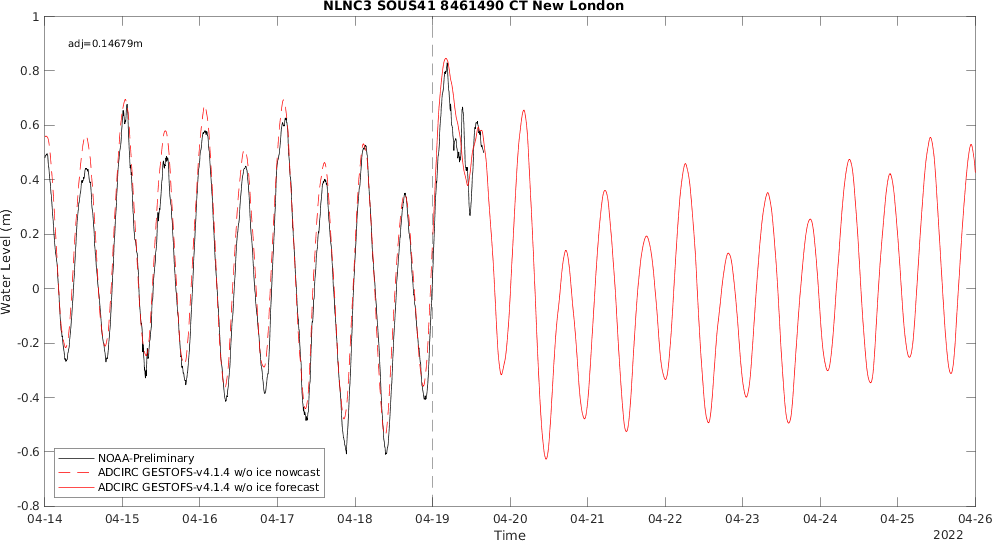 NLNC3 SOUS41 8461490 CT New London
adj=0.14679m
1
0.8
0.6
0.4
0.2
0
-0.2
-0.4
-0.6
-0.8
Water Level (m)
NOAA-Preliminary
ADCIRC GESTOFS-v4.1.4 w/o ice nowcast
ADCIRC GESTOFS-v4.1.4 w/o ice forecast
04-14 04-15 04-16 04-17 04-18 04-19 04-20 04-21 04-22 04-23 04-24 04-25 04-26
Time
2022